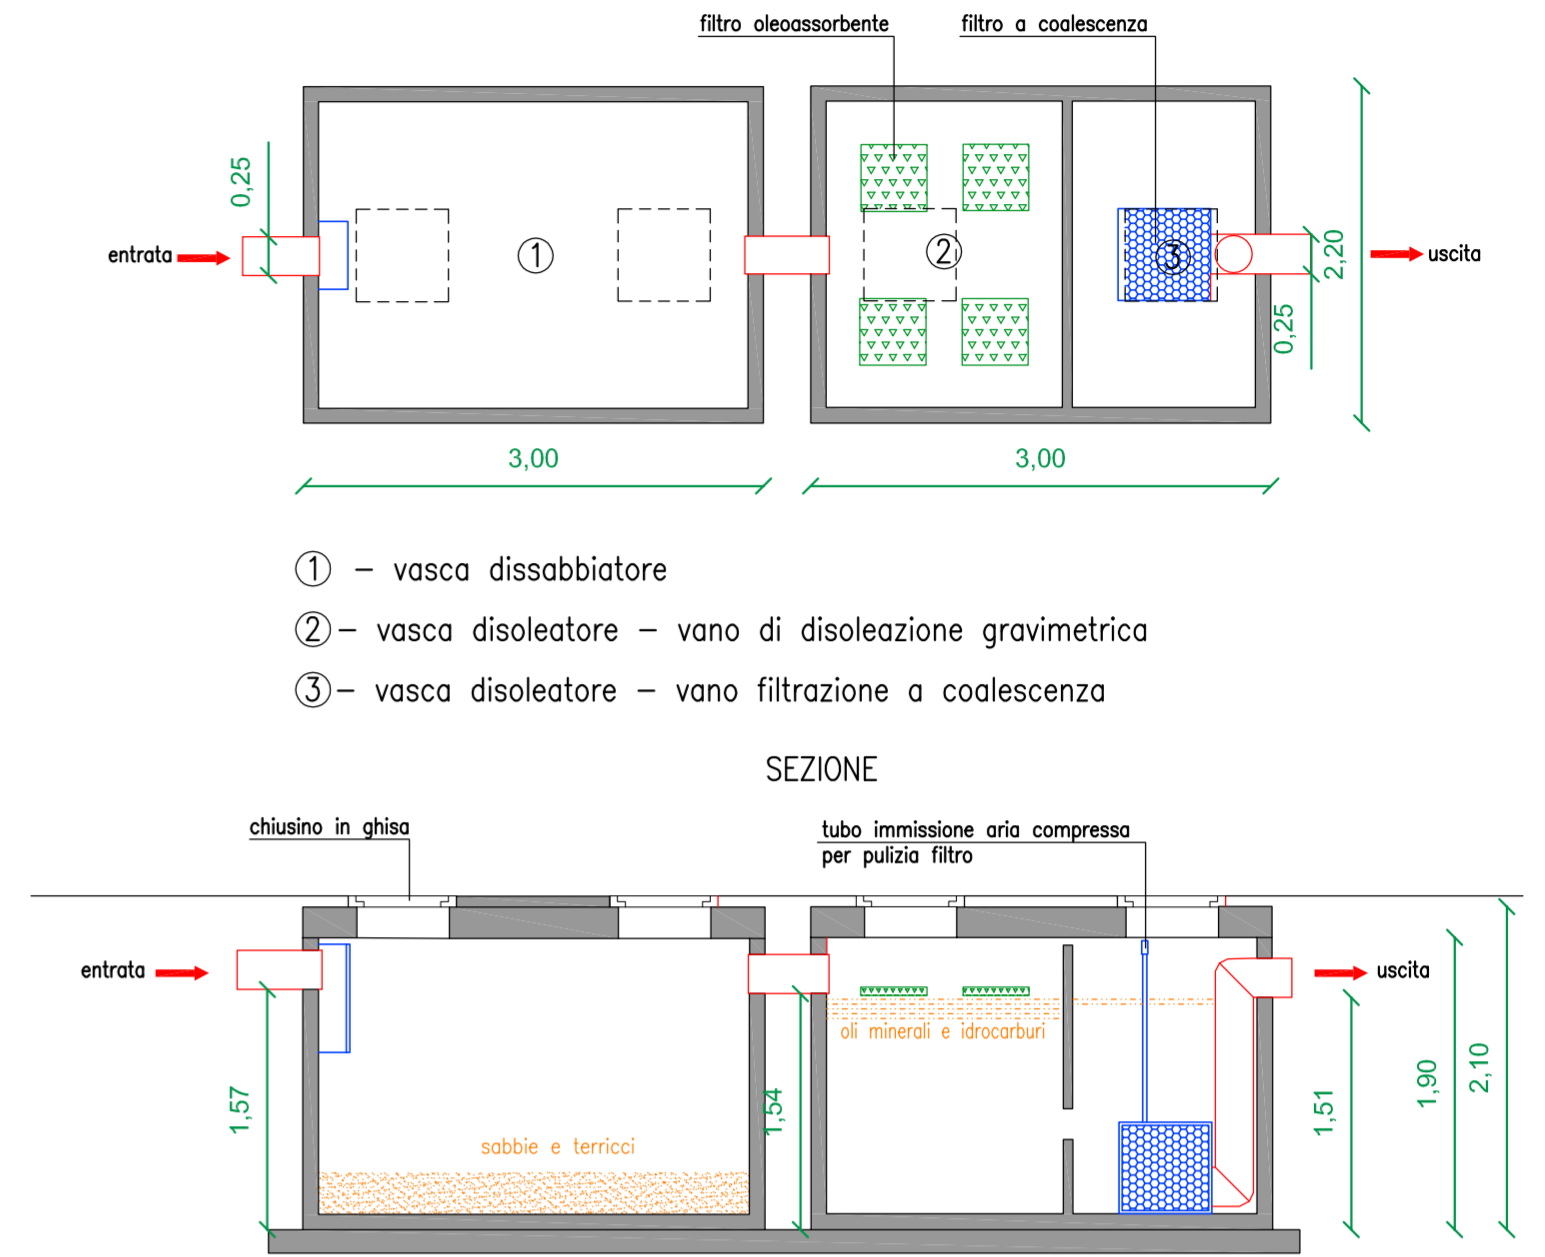 filtro oleoassorbente
filtro a coalescenza
0,25
entrata
1
2
3
2,20
uscita
0,25
3,00
3,00
1 – vasca dissabbiatore
2 – vasca disoleatore – vano di disoleazione gravimetrica
3 – vasca disoleatore – vano filtrazione a coalescenza
SEZIONE
chiusino in ghisa
tubo immissione aria compressa
per pulizia filtro
entrata
uscita
oli minerali e idrocarburi
1,57
1,54
1,51
1,90
2,10
sabbie e terricci